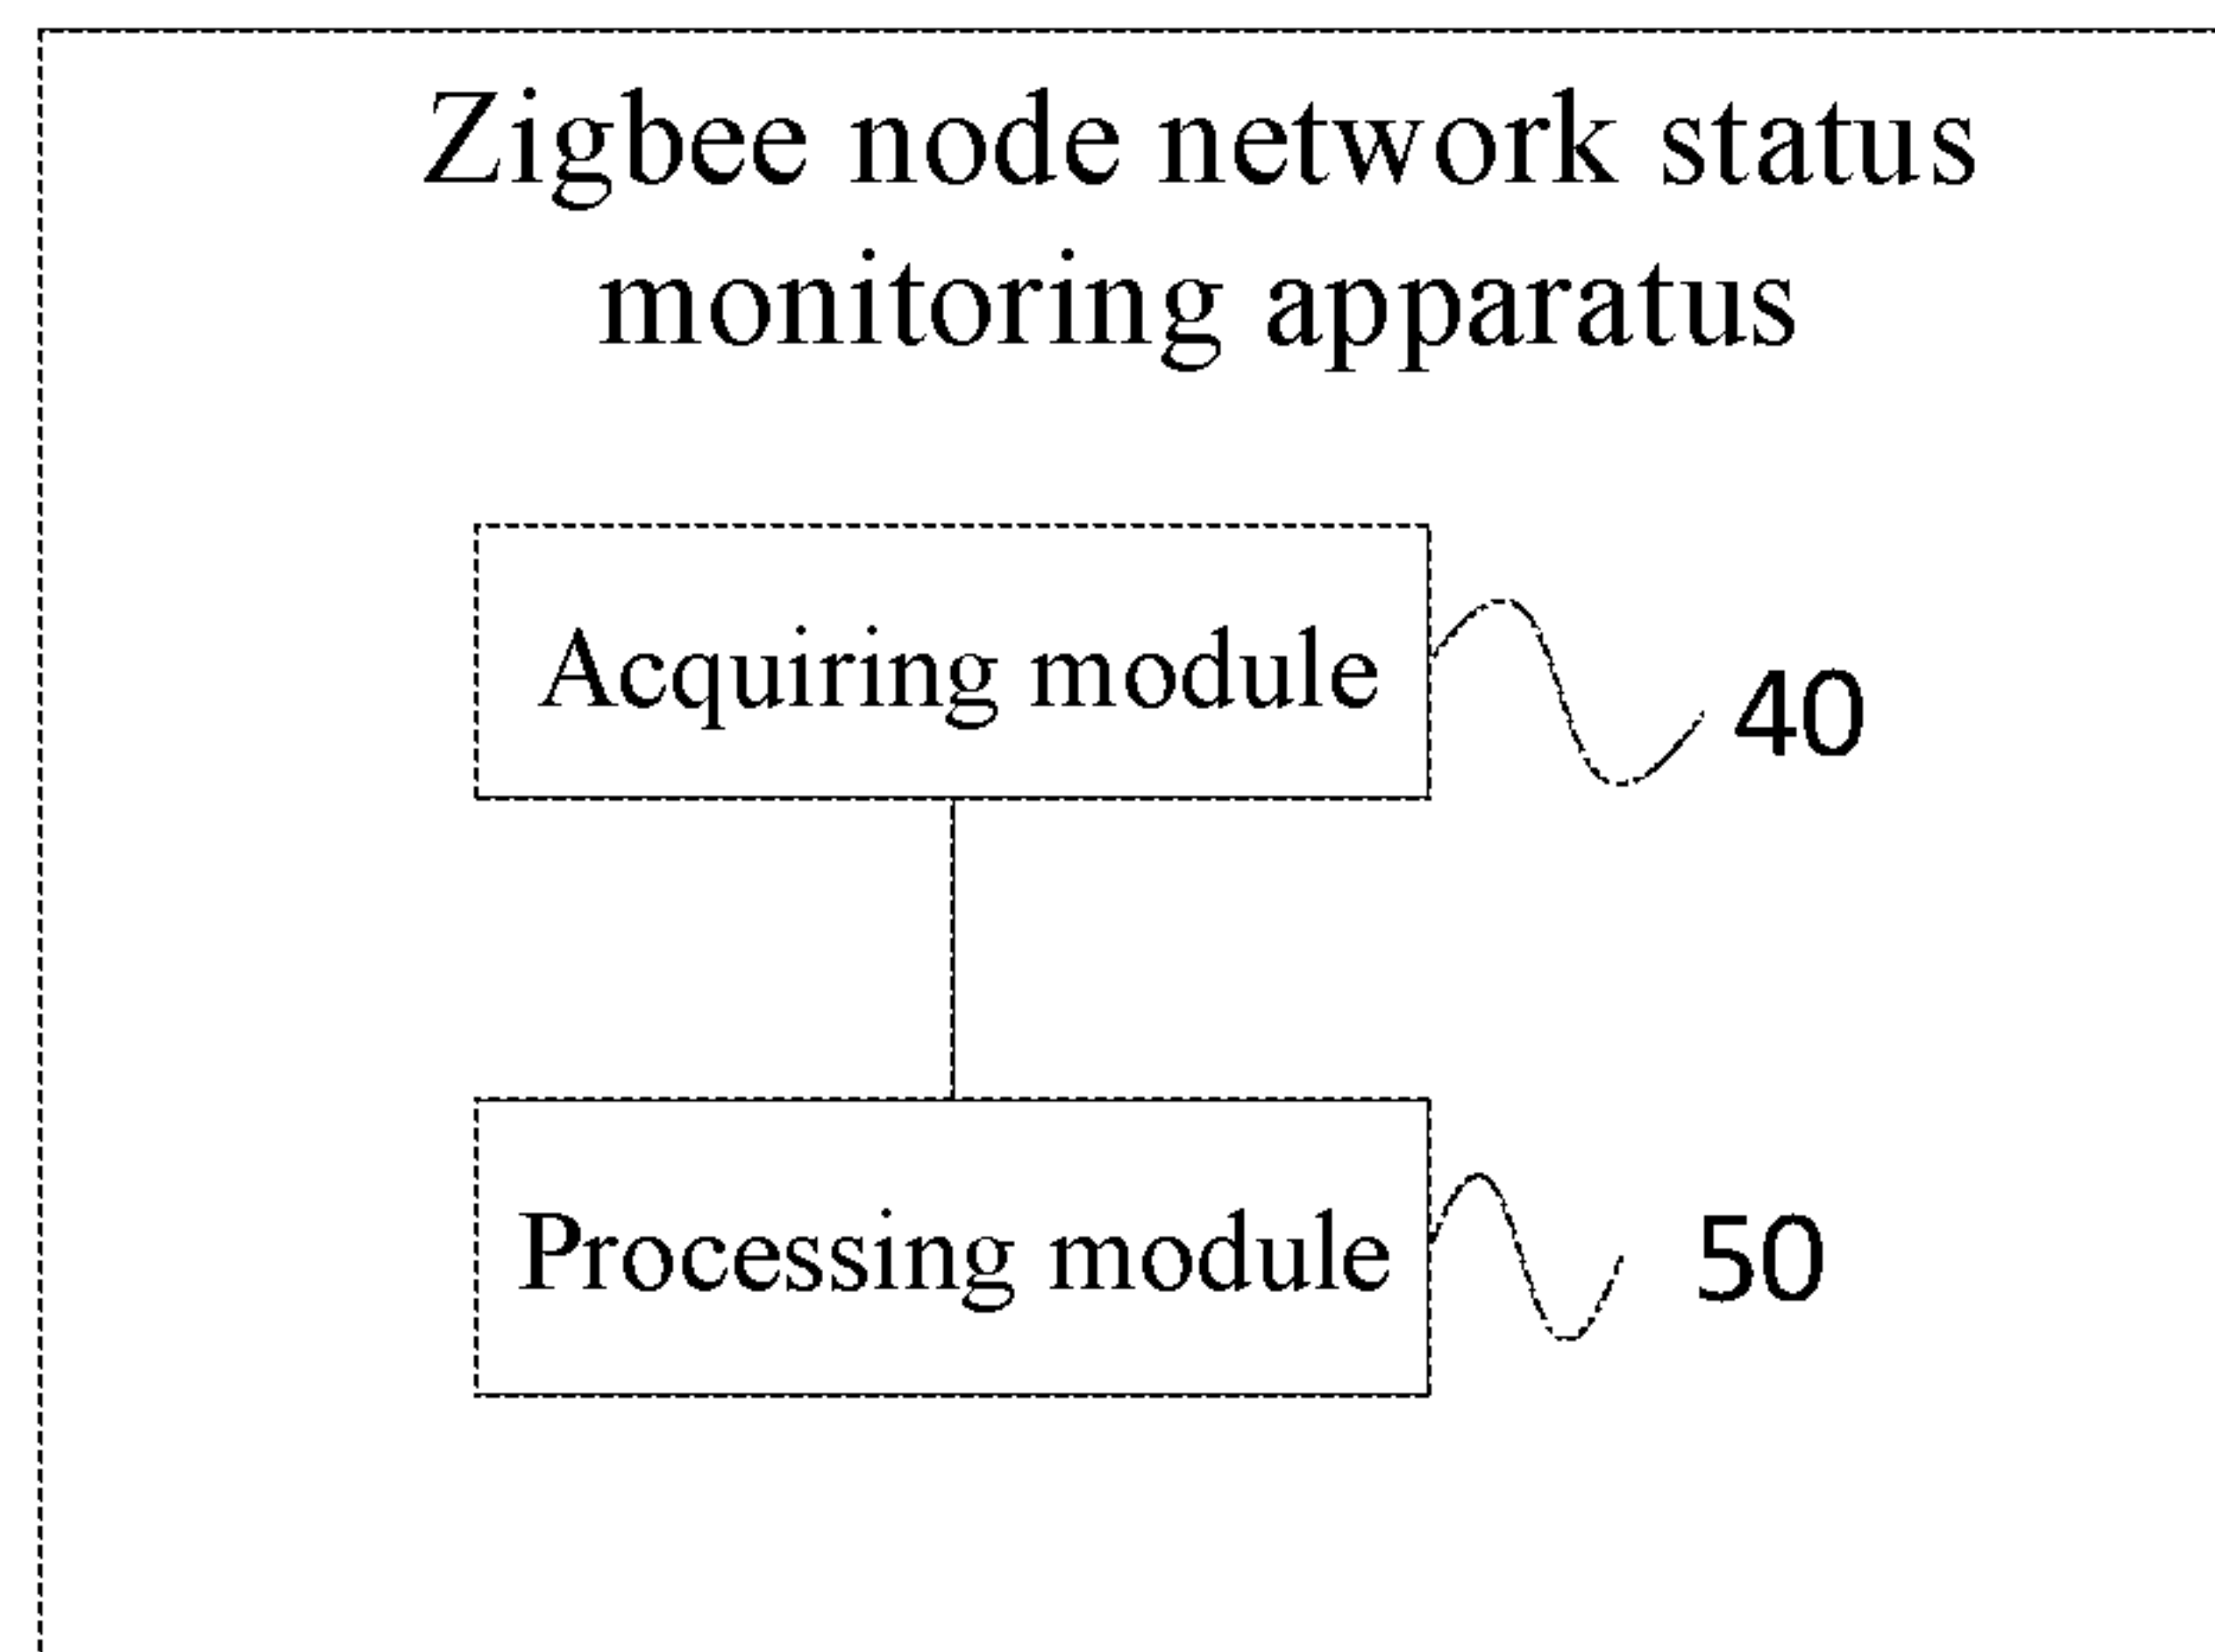 Zigbee node network status
monitoring apparatus
Acquiring module
40
Processing module
50